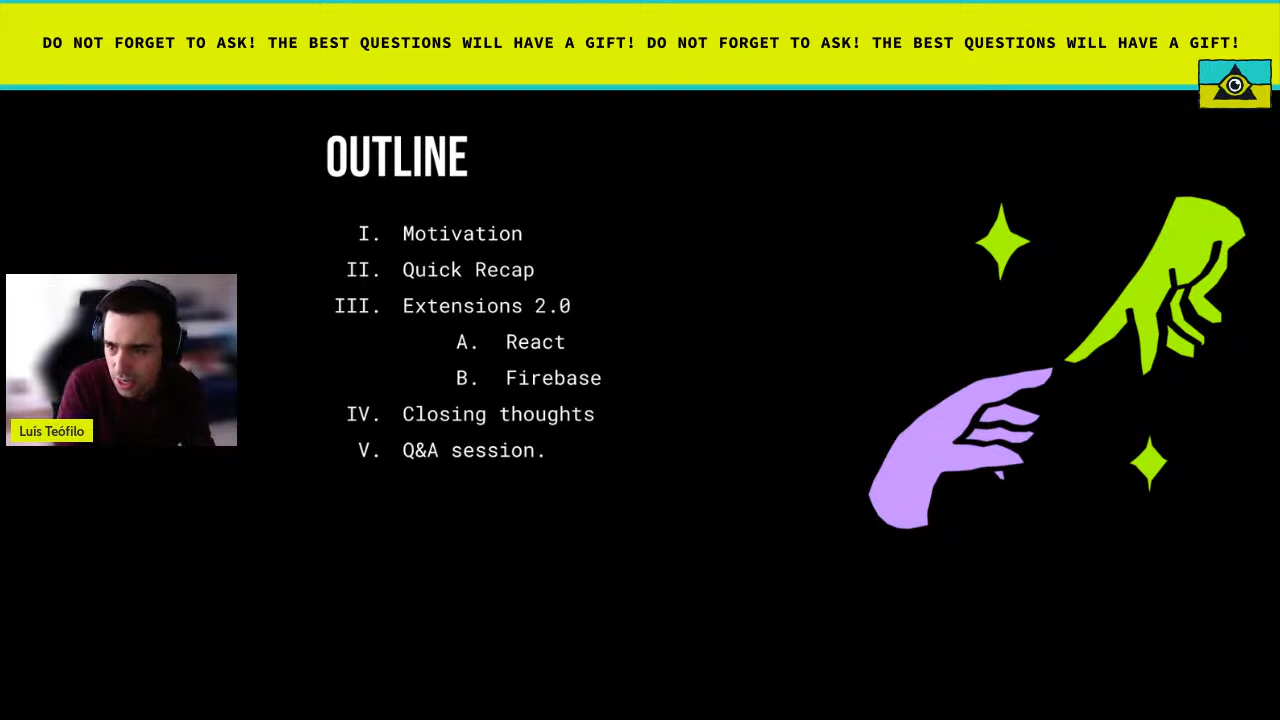 DO NOT FORGET TO ASK! THE BEST QUESTIONS WILL HAVE A GIFT! DO NOT FORGET TO ASK! THE BEST QUESTIONS WILL HAVE A GIFT!
OUTLINE
I. Motivation
II. Quick Recap
III. Extensions 2.0
A. React
B. Firebase
IV. Closing thoughts
V. Q&A session.
Luís Teófilo